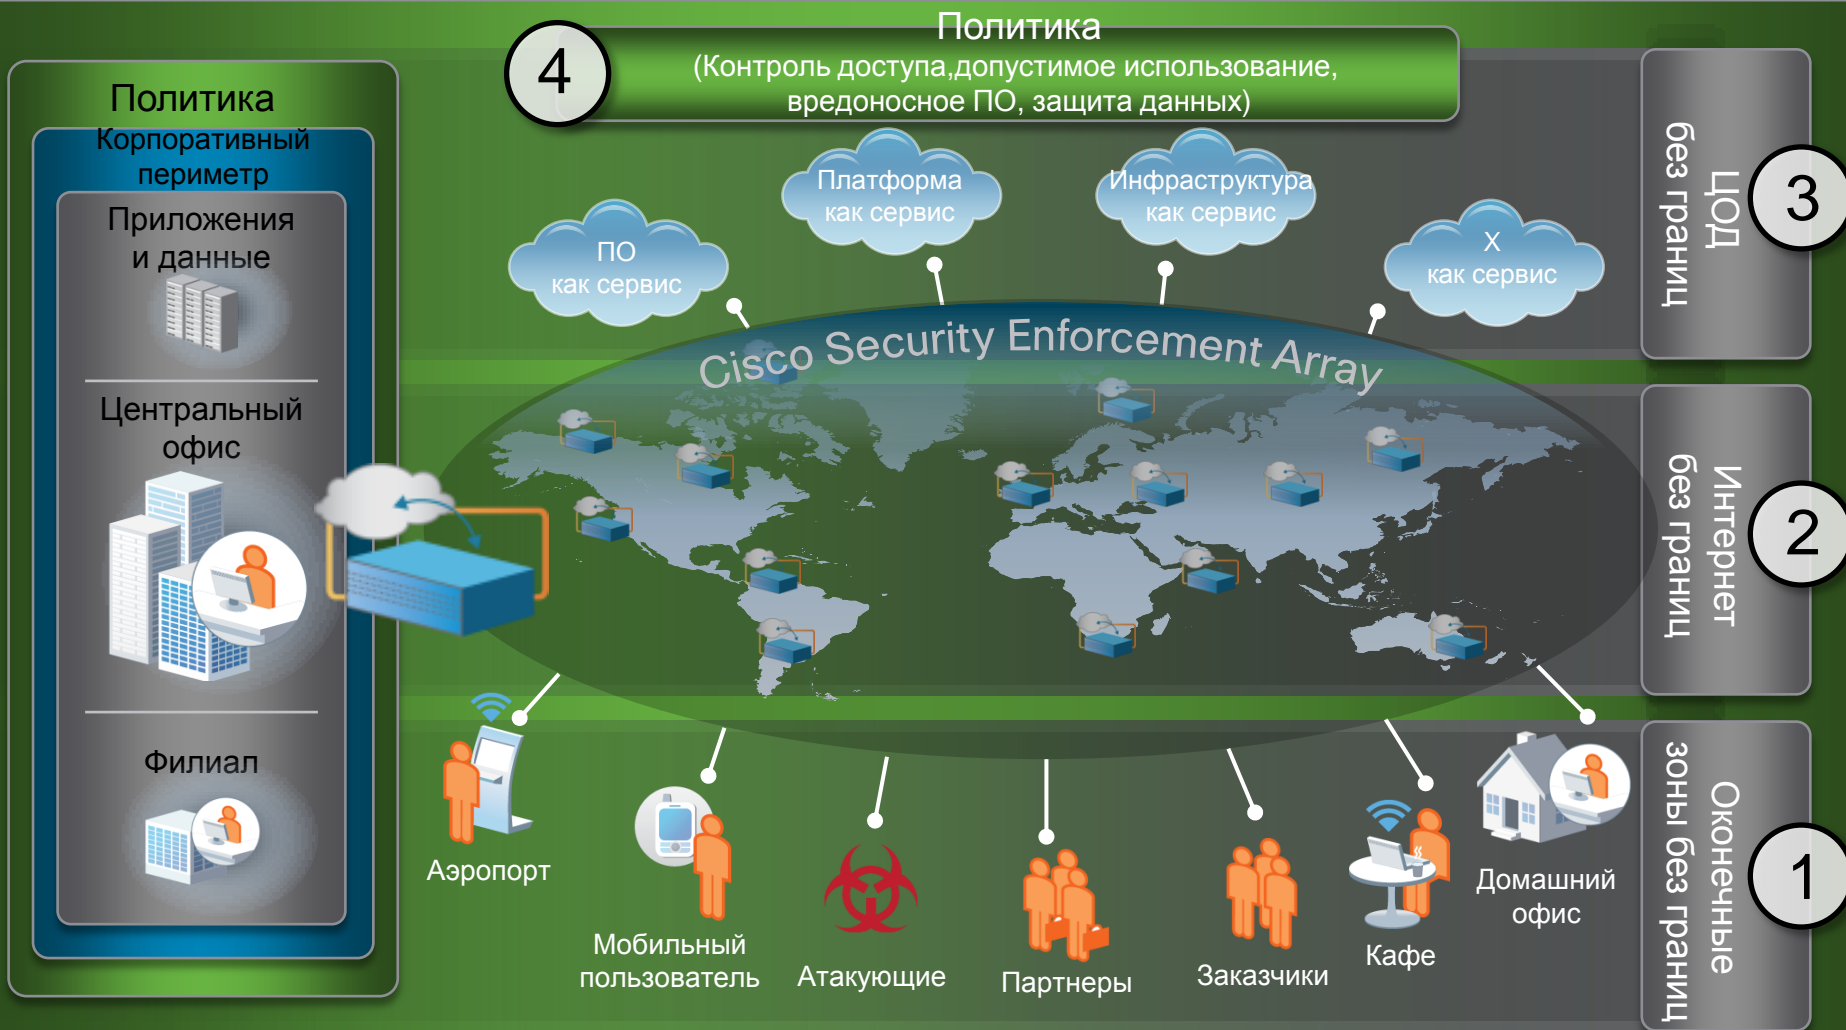 Политика
Корпоративный
периметр
Приложения
и данные
Центральный
офис
Филиал
4
Политика
(Контроль доступа,допустимое использование,
вредоносное ПО, защита данных)
ПО
как сервис
Платформа
как сервис
Инфраструктура
как сервис
X
как сервис
Cisco Security Enforcement Array
ЦОД
без границ
3
Интернет
без границ
2
Оконечные
зоны без границ
1
Аэропорт
Мобильный
пользователь
Атакующие
Партнеры
Заказчики
Кафе
Домашний
офис